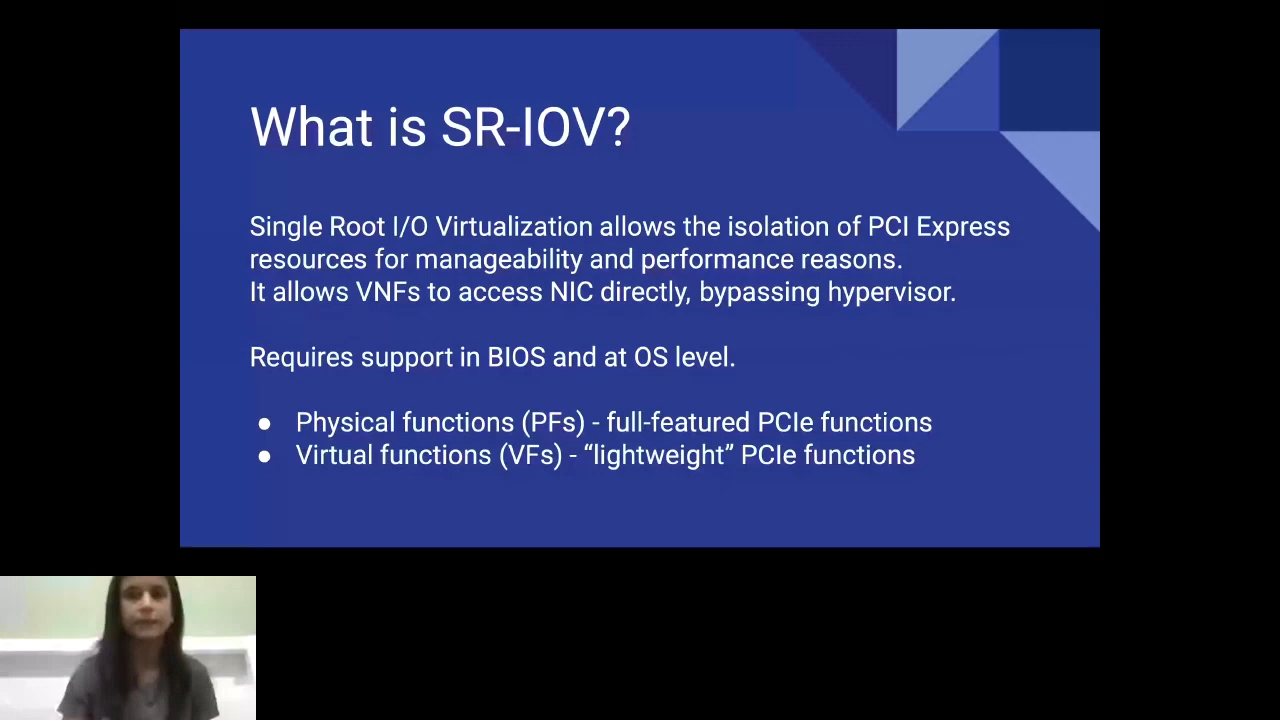 What is SR-IOV?
Single Root I/O Virtualization allows the isolation of PCI Express
resources for manageability and performance reasons.
It allows VNFs to access NIC directly, bypassing hypervisor.
Requires support in BIOS and at OS level.
● Physical functions (PFs) - full-featured PCIe functions
● Virtual functions (VFs) - “lightweight” PCIe functions